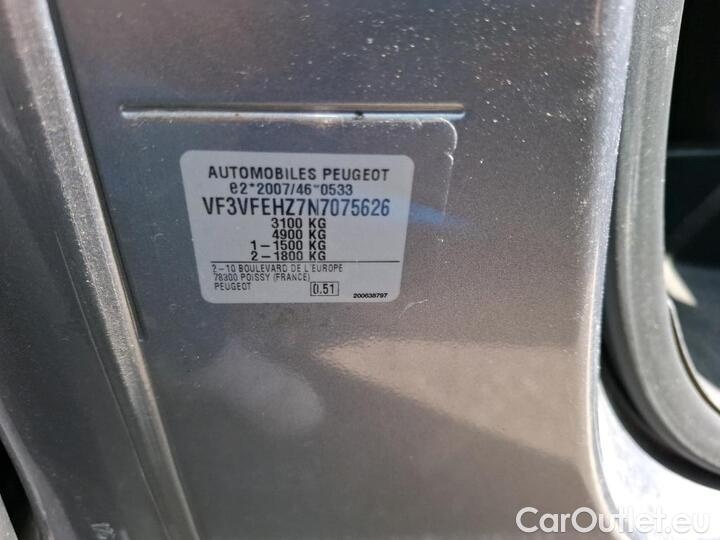 AUTOMOBILES PEUGEOT
e2*2007/46*0533
VF3VFEHZ7N7075626
3100 KG
4900 KG
1-1500 KG
2-1800 KG
2-10 BOULEVARD DE L'EUROPE
78300 POISSY (FRANCE)
PEUGEOT 0.51 200638797
CarOutlet.eu